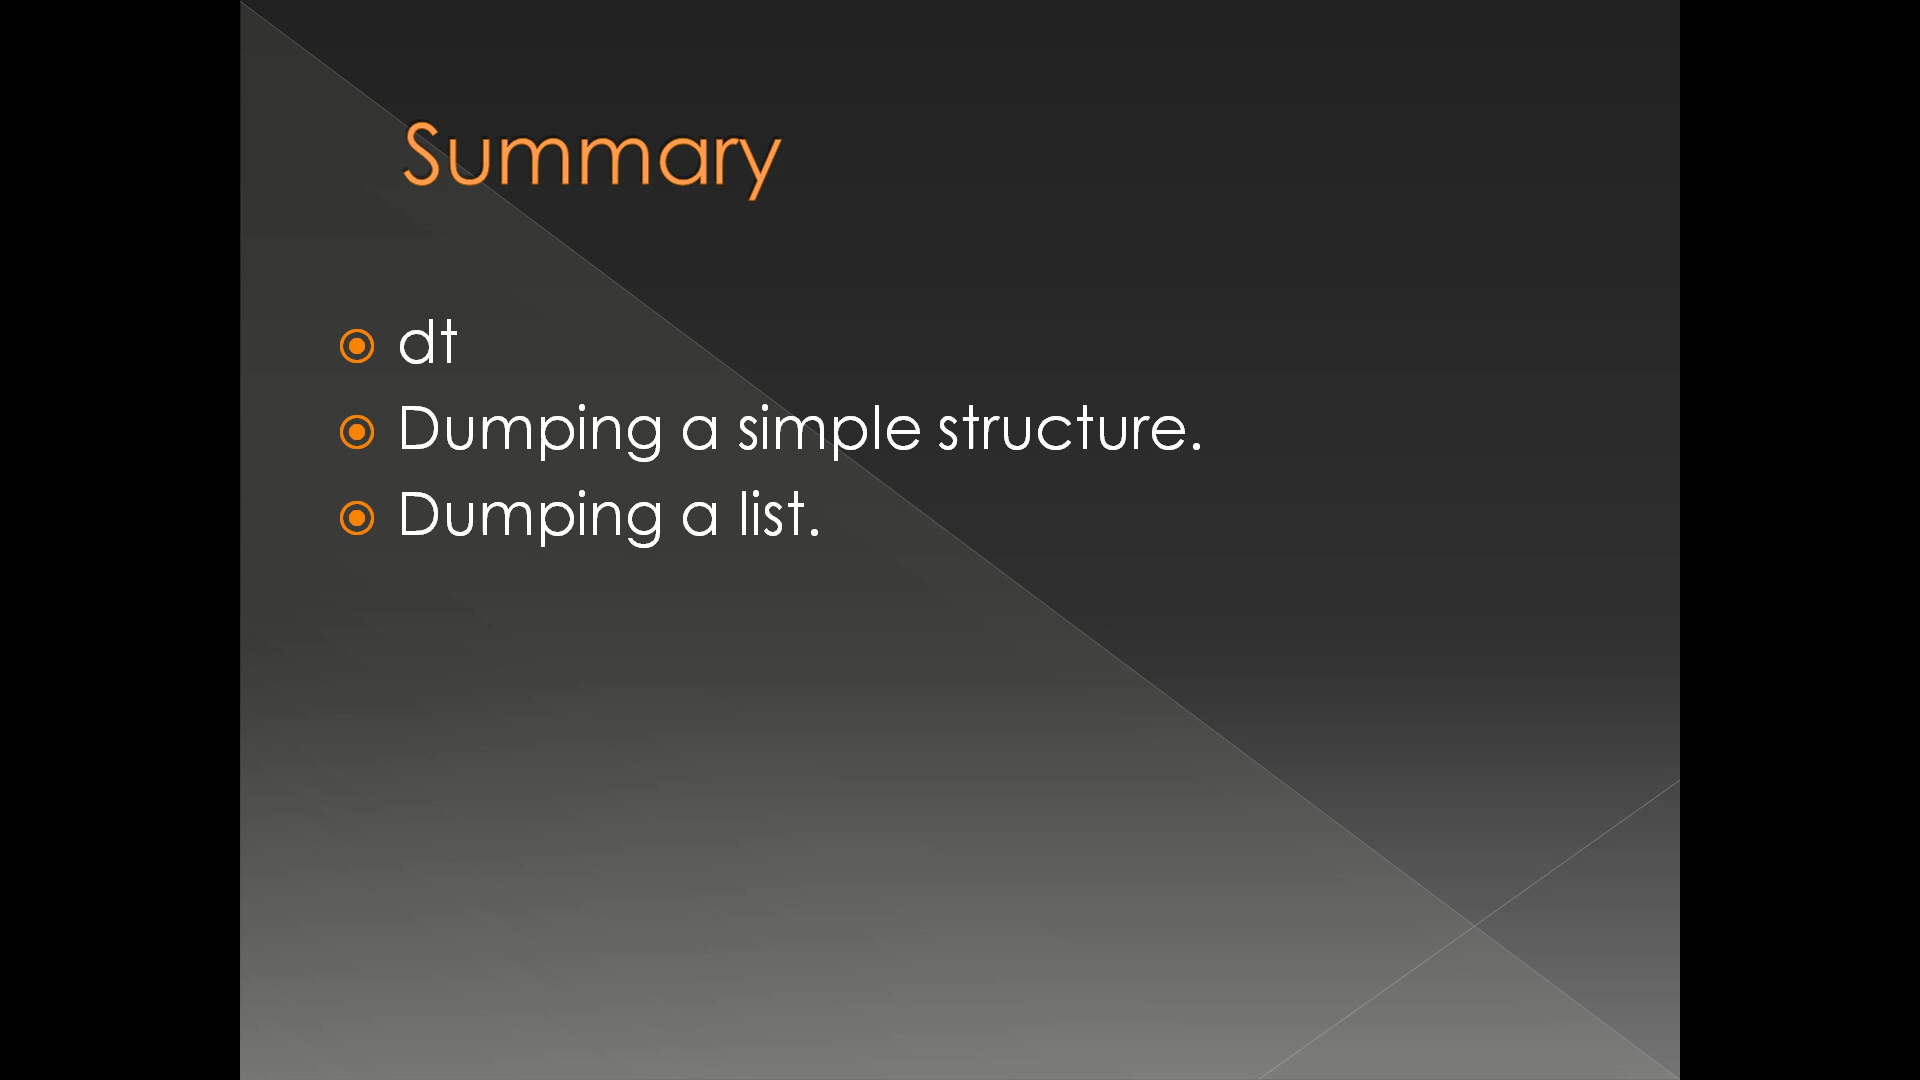 Summary
dt
Dumping a simple structure.
Dumping a list.